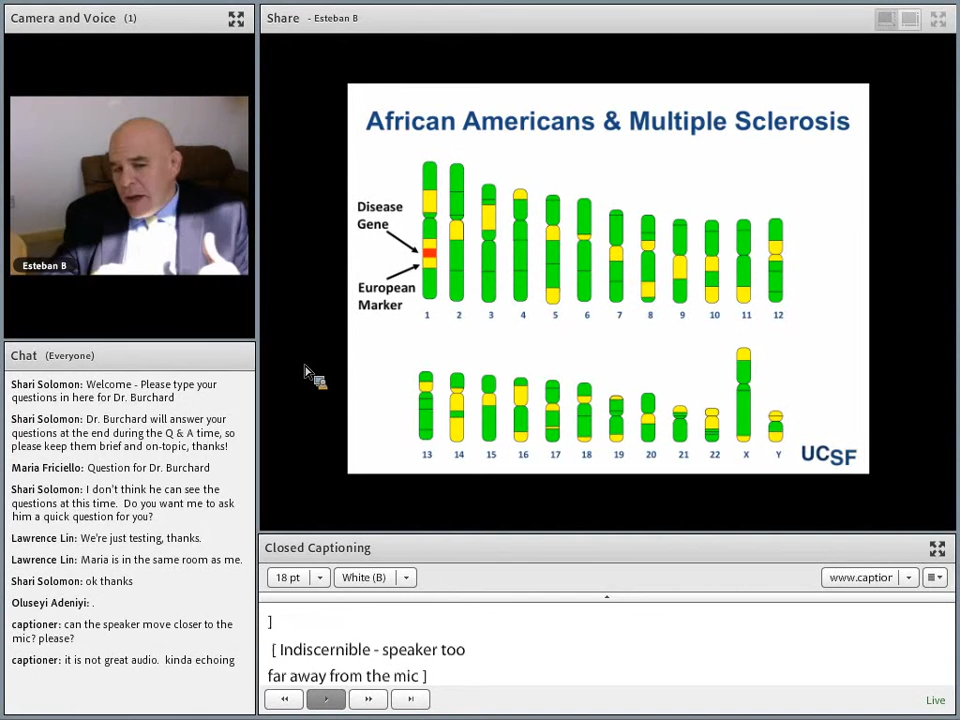 Camera and Voice (1)
Esteban B
Chat (Everyone)
Shari Solomon: Welcome - Please type your
questions in here for Dr. Burchard
Shari Solomon: Dr. Burchard will answer your
questions at the end during the Q & A time, so
please keep them brief and on-topic, thanks!
Maria Friciello: Question for Dr. Burchard
Shari Solomon: I don't think he can see the
questions at this time.  Do you want me to ask
him a quick question for you?
Lawrence Lin: We're just testing, thanks.
Lawrence Lin: Maria is in the same room as me.
Shari Solomon: ok thanks
Oluseyi Adeniyi: .
captioner: can the speaker move closer to the
mic? please?
captioner: it is not great audio.  kinda echoing
Share - Esteban B
African Americans & Multiple Sclerosis
Disease
Gene
European
Marker
1 2 3 4 5 6 7 8 9 10 11 12
13 14 15 16 17 18 19 20 21 22 X Y
UCSF
Closed Captioning
18 pt White (B) www.captior
]
[ Indiscernible - speaker too
far away from the mic ]
Live